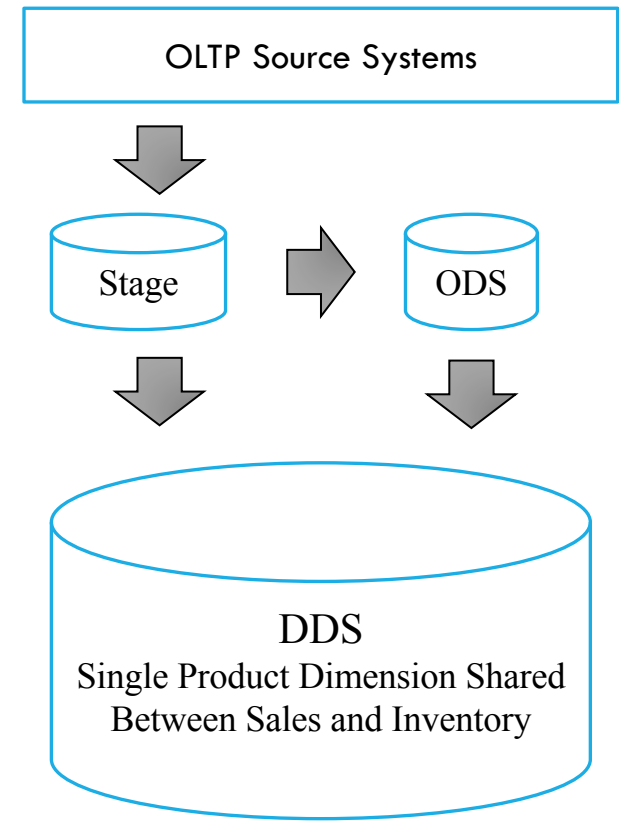 OLTP Source Systems
Stage
ODS
DDS
Single Product Dimension Shared
Between Sales and Inventory